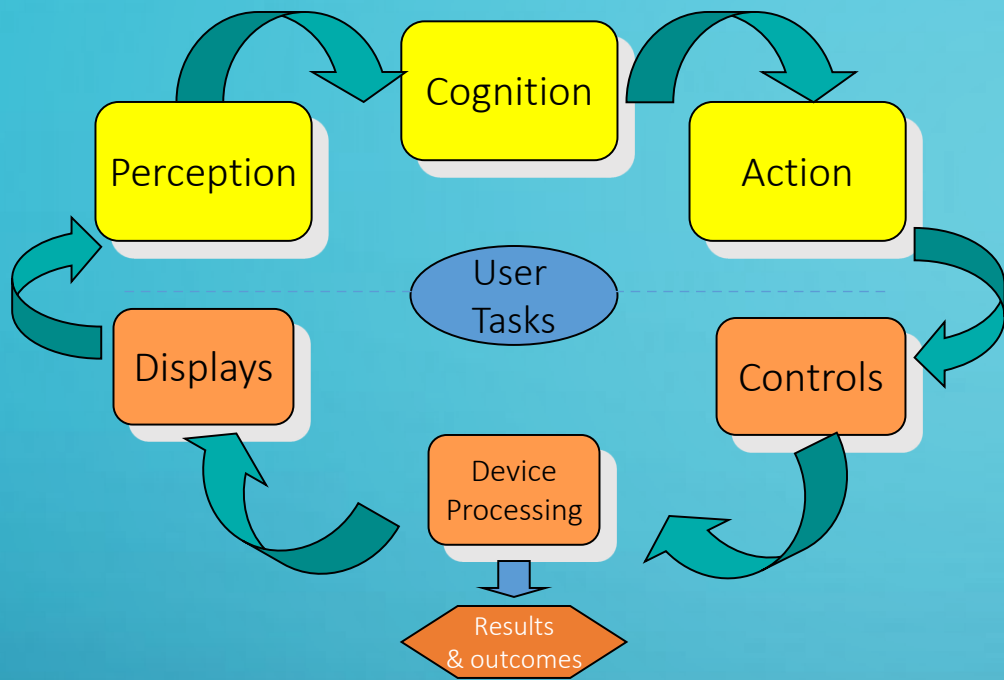 Cognition
Perception
Action
User
Tasks
Displays
Controls
Device
Processing
Results
& outcomes